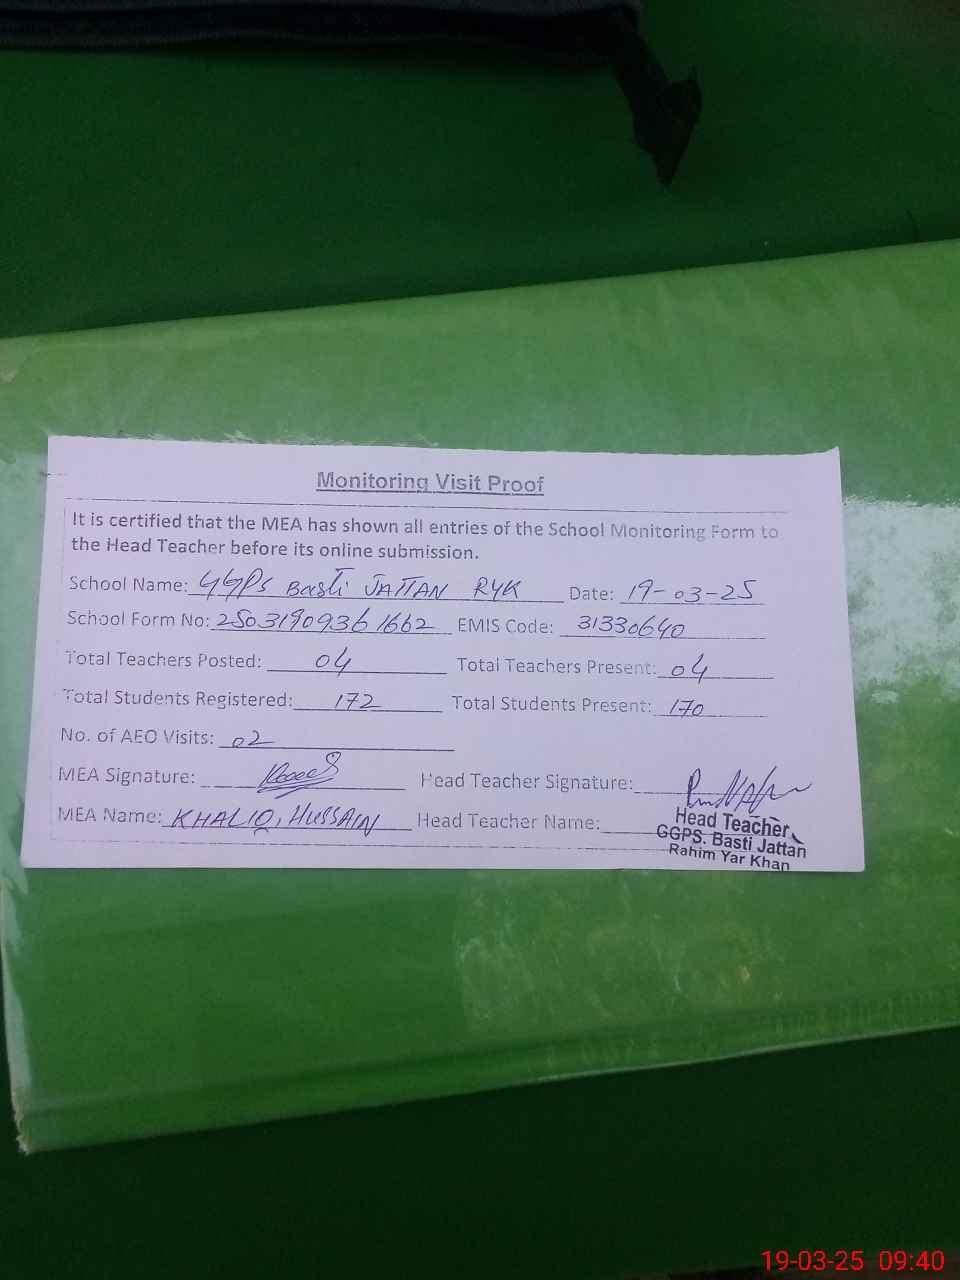 Monitoring Visit Proof
It is certified that the MEA has shown all entries of the School Monitoring Form to
the Head Teacher before its online submission.
School Name: GGPS Basti JATTAN RYK Date: 19-03-25
School Form No: 2503190936 1662 EMIS Code: 31330640
Total Teachers Posted: 04 Total Teachers Present: 04
Total Students Registered: 172 Total Students Present: 170
No. of AEO Visits: 02
MEA Signature: Head Teacher Signature:
MEA Name: KHALIQ, HUSSAIN Head Teacher Name:
Head Teacher
GGPS. Basti Jattan
Rahim Yar Khan
19-03-25 09:40